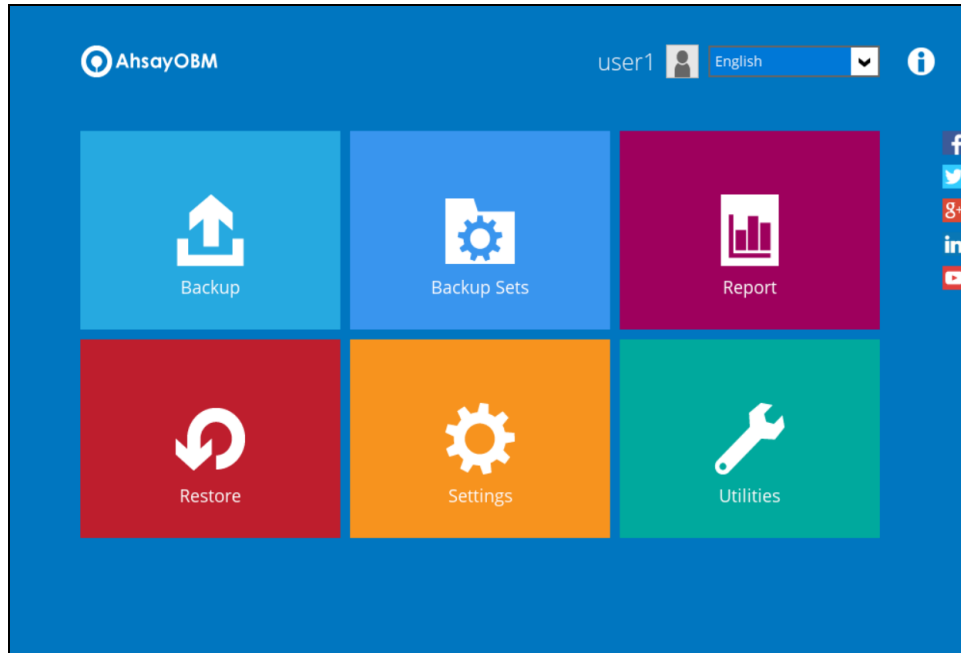 AhsayOBM
user1
English
Backup
Backup Sets
Report
Restore
Settings
Utilities